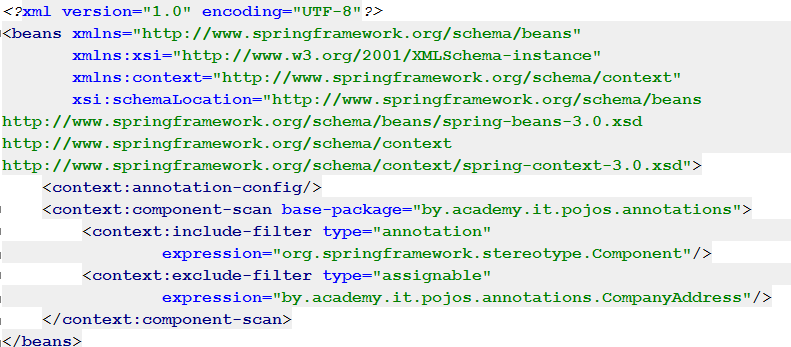 <?xml version="1.0" encoding="UTF-8"?>
<beans xmlns="http://www.springframework.org/schema/beans"
xmlns:xsi="http://www.w3.org/2001/XMLSchema-instance"
xmlns:context="http://www.springframework.org/schema/context"
xsi:schemaLocation="http://www.springframework.org/schema/beans
http://www.springframework.org/schema/beans/spring-beans-3.0.xsd
http://www.springframework.org/schema/context
http://www.springframework.org/schema/context/spring-context-3.0.xsd">
<context:annotation-config/>
<context:component-scan base-package="by.academy.it.pojos.annotations">
<context:include-filter type="annotation"
expression="org.springframework.stereotype.Component"/>
<context:exclude-filter type="assignable"
expression="by.academy.it.pojos.annotations.CompanyAddress"/>
</context:component-scan>
</beans>